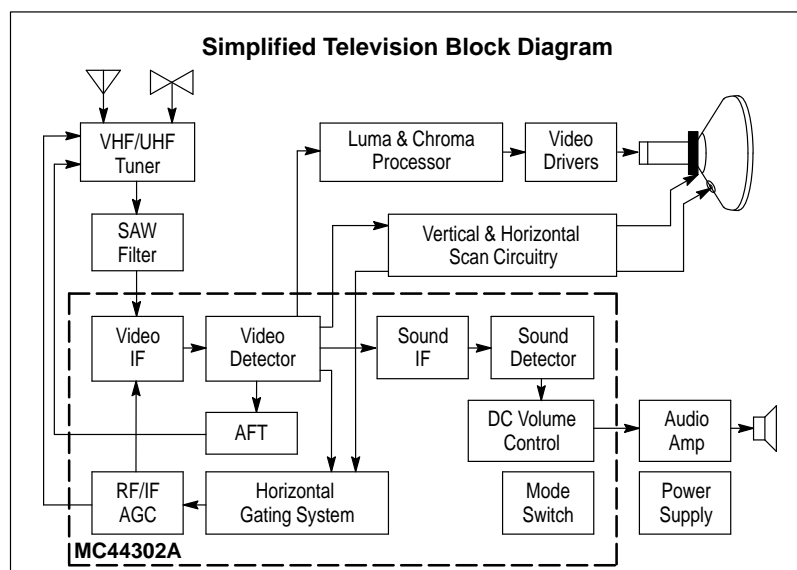 Simplified Television Block Diagram
VHF/UHF
Tuner
Luma & Chroma
Processor
Video
Drivers
SAW
Filter
Vertical & Horizontal
Scan Circuitry
Video
IF
Video
Detector
Sound
IF
Sound
Detector
AFT
DC Volume
Control
Audio
Amp
RF/IF
AGC
Horizontal
Gating System
Mode
Switch
Power
Supply
MC44302A